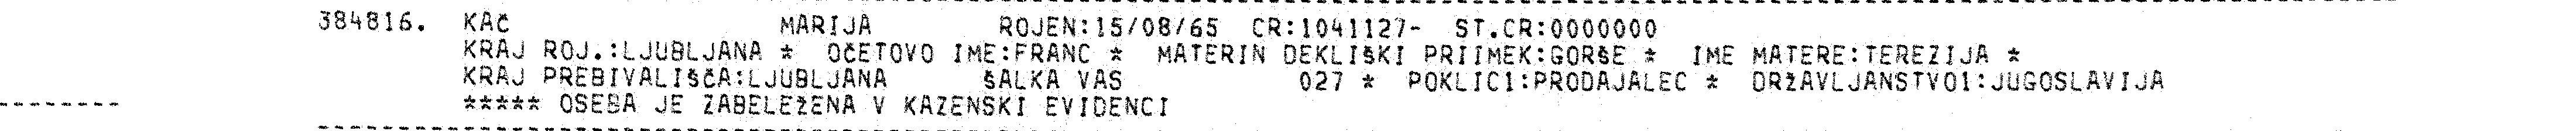 384816. KAČ MARIJA ROJEN:15/08/65 CR:1041127- ST.CR:0000000
KRAJ ROJ.:LJUBLJANA * OČETOVO IME:FRANC * MATERIN DEKLIŠKI PRIIMEK:GORŠE * IME MATERE:TEREZIJA *
KRAJ PREBIVALIŠČA:LJUBLJANA ŠALKA VAS 027 * POKLIC1:PRODAJALEC * DRŽAVLJANSTVO1:JUGOSLAVIJA
***** OSEBA JE ZABELEŽENA V KAZENSKI EVIDENCI